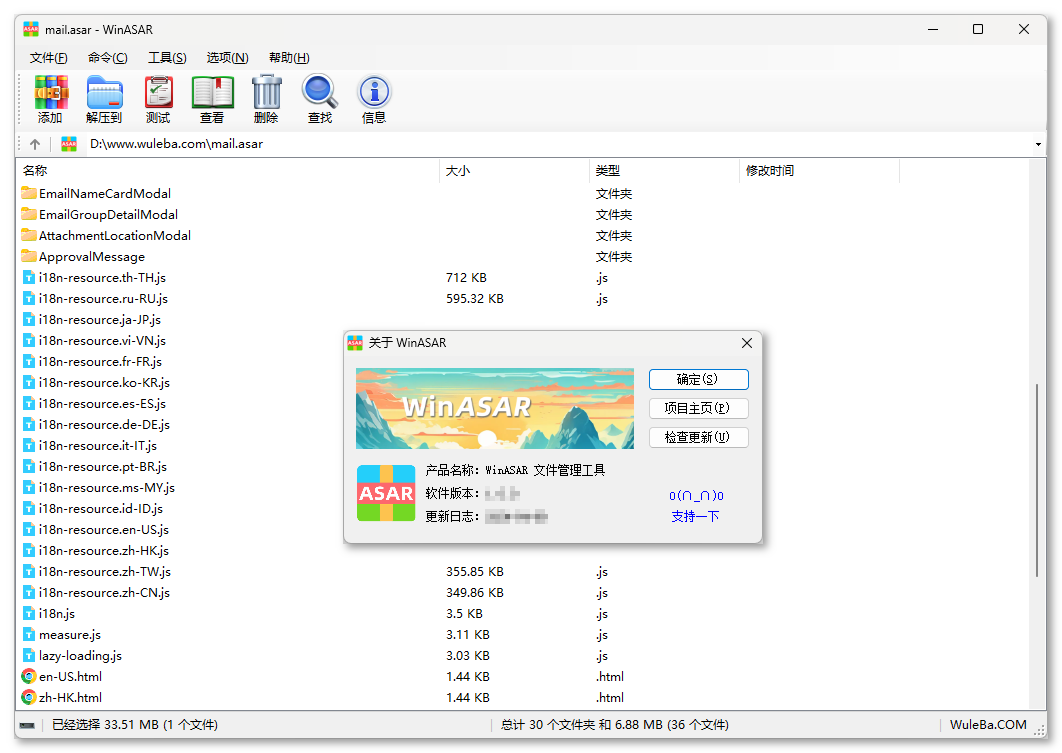 mail.asar - WinASAR
文件(F) 命令(C) 工具(S) 选项(N) 帮助(H)
添加 解压到 测试 查看 删除 查找 信息
ASAR D:\www.wuleba.com\mail.asar
名称 大小 类型 修改时间
EmailNameCardModal 文件夹
EmailGroupDetailModal 文件夹
AttachmentLocationModal 文件夹
ApprovalMessage 文件夹
i18n-resource.th-TH.js 712 KB .js
i18n-resource.ru-RU.js 595.32 KB .js
i18n-resource.ja-JP.js
i18n-resource.vi-VN.js
i18n-resource.fr-FR.js
i18n-resource.ko-KR.js
i18n-resource.es-ES.js
i18n-resource.de-DE.js
i18n-resource.it-IT.js
i18n-resource.pt-BR.js
i18n-resource.ms-MY.js
i18n-resource.id-ID.js
i18n-resource.en-US.js
i18n-resource.zh-HK.js
i18n-resource.zh-TW.js 355.85 KB .js
i18n-resource.zh-CN.js 349.86 KB .js
i18n.js 3.5 KB .js
measure.js 3.11 KB .js
lazy-loading.js 3.03 KB .js
en-US.html 1.44 KB .html
zh-HK.html 1.44 KB .html
关于 WinASAR
WinASAR
确定(S)
项目主页(P)
检查更新(U)
ASAR
产品名称: WinASAR 文件管理工具
软件版本:
更新日志:
O(∩_∩)O
支持一下
已经选择 33.51 MB (1 个文件) 总计 30 个文件夹 和 6.88 MB (36 个文件) WuleBa.COM